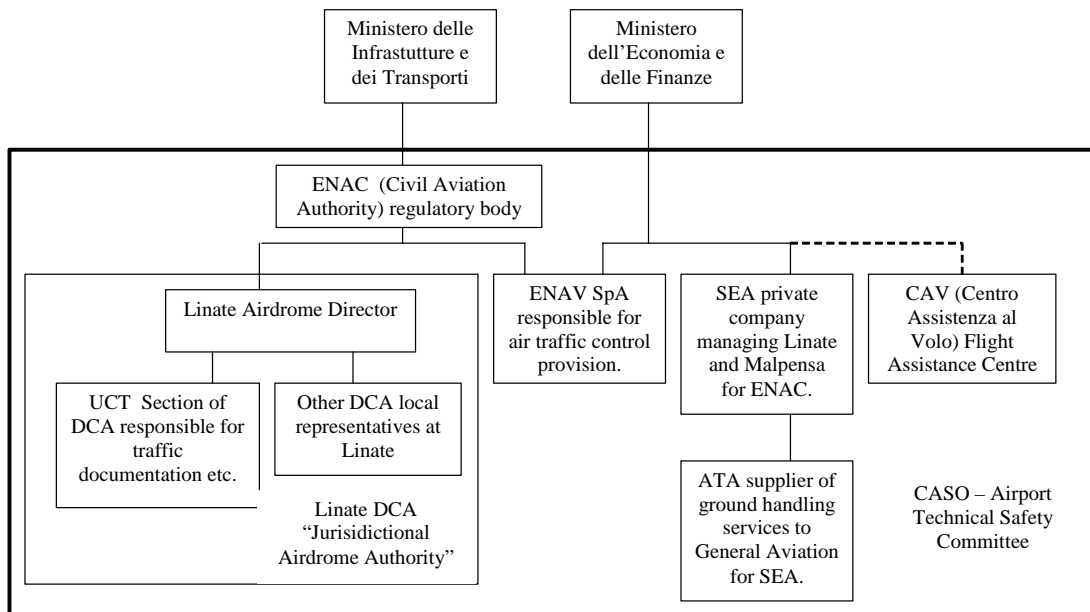 Ministero delle
Infrastutture e
dei Transporti
Ministero
dell’Economia e
delle Finanze
ENAC (Civil Aviation
Authority) regulatory body
Linate Airdrome Director
ENAV SpA
responsible for
air traffic control
provision.
SEA private
company
managing Linate
and Malpensa
for ENAC.
CAV (Centro
Assistenza al
Volo) Flight
Assistance Centre
UCT Section of
DCA responsible for
traffic
documentation etc.
Other DCA local
representatives at
Linate
Linate DCA
“Jurisidictional
Airdrome Authority”
ATA supplier of
ground handling
services to
General Aviation
for SEA.
CASO – Airport
Technical Safety
Committee